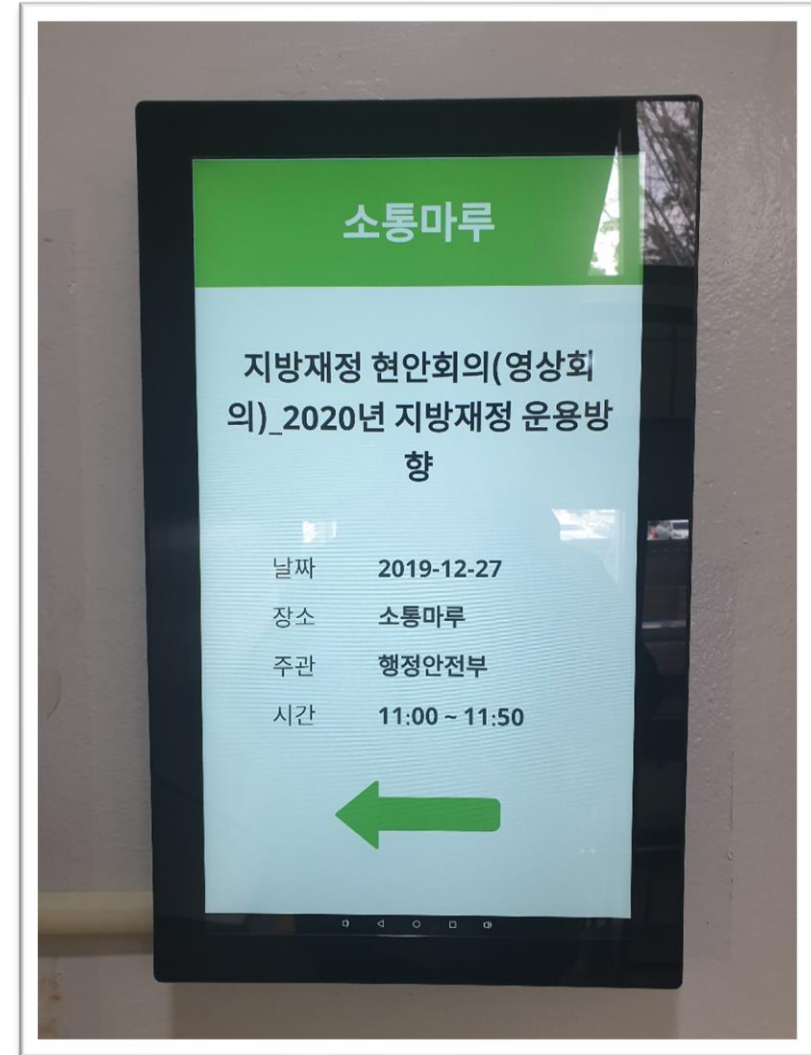 소통마루
지방재정 현안회의(영상회
의)_2020년 지방재정 운용방
향
날짜 2019-12-27
장소 소통마루
주관 행정안전부
시간 11:00 ~ 11:50